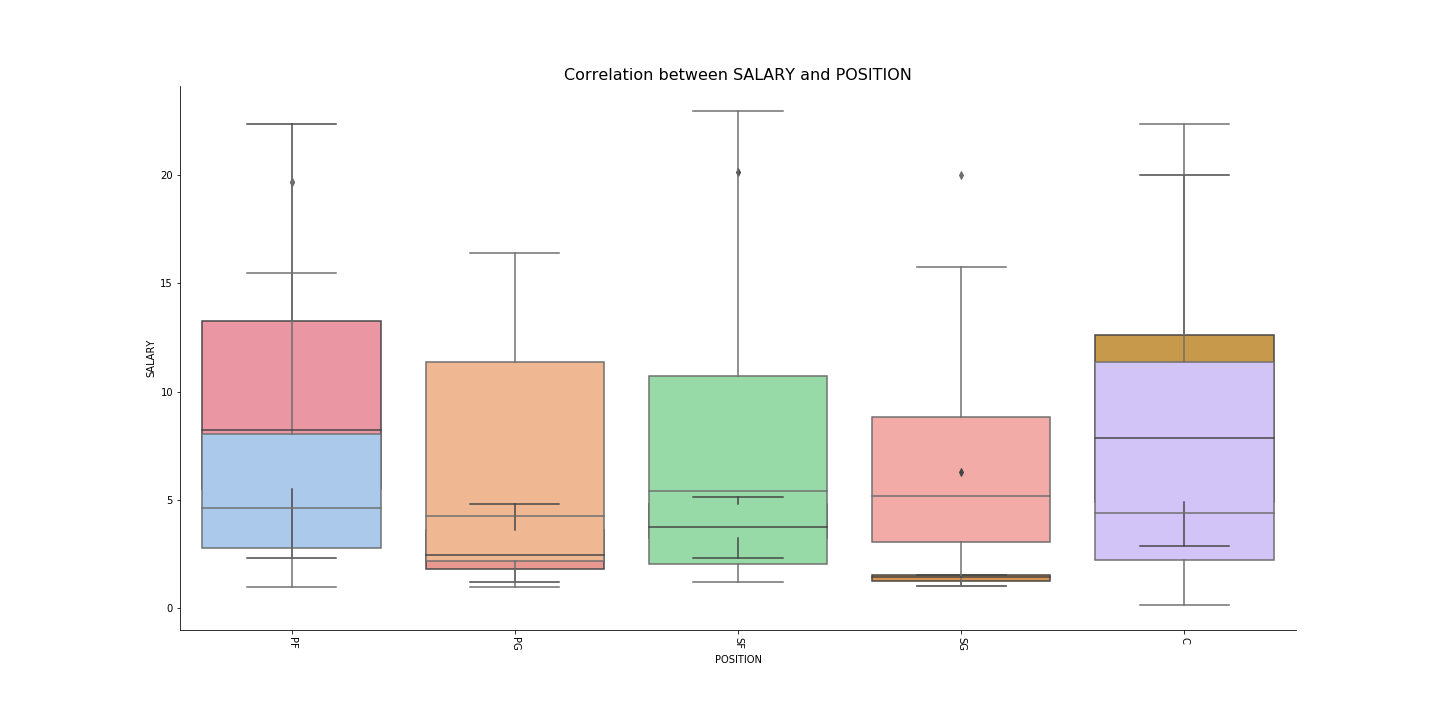 Correlation between SALARY and POSITION
SALARY
20
15
10
5
0
PF
PG
SF
SG
C
POSITION